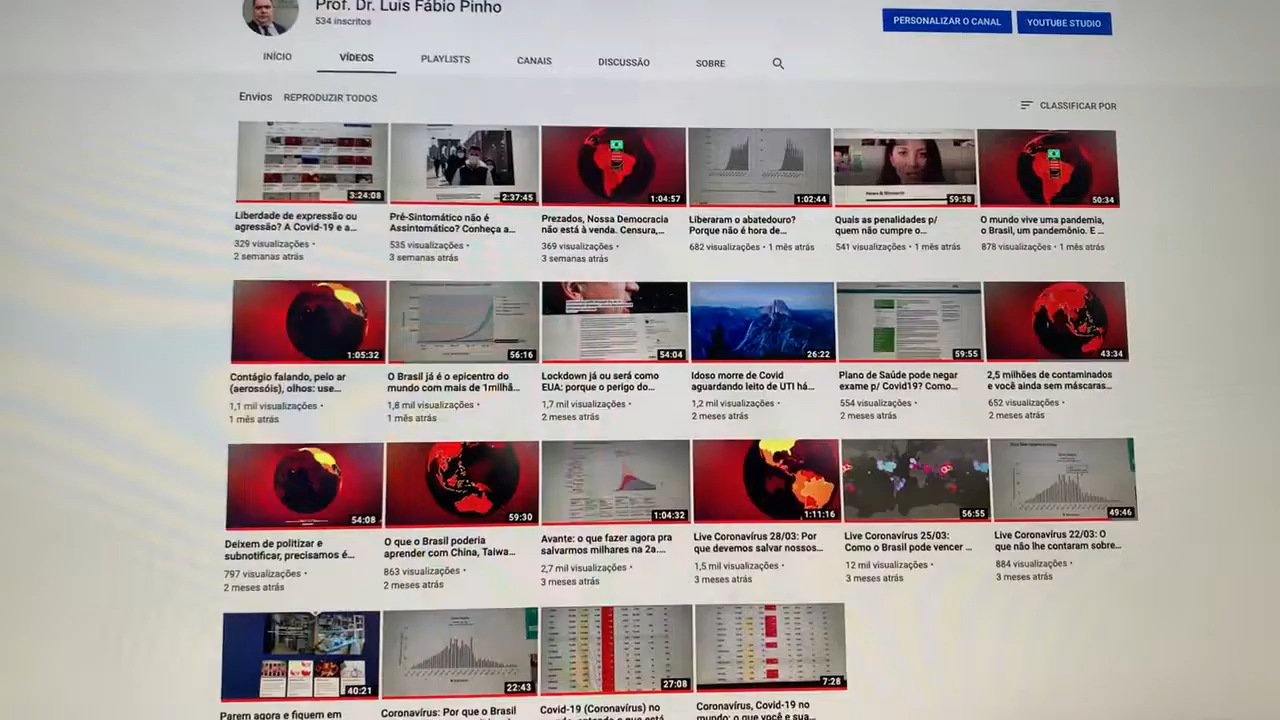 Prof. Dr. Luis Fábio Pinho
534 inscritos
PERSONALIZAR O CANAL
YOUTUBE STUDIO
INÍCIO
VÍDEOS
PLAYLISTS
CANAIS
DISCUSSÃO
SOBRE
Envios
REPRODUZIR TODOS
CLASSIFICAR POR
3:24:08
2:37:45
1:04:57
1:02:44
59:58
50:34
Liberdade de expressão ou
agressão? A Covid-19 e a...
329 visualizações •
2 semanas atrás
Pré-Sintomático não é
Assintomático? Conheça a...
535 visualizações •
3 semanas atrás
Prezados, Nossa Democracia
não está à venda. Censura,...
369 visualizações •
3 semanas atrás
Liberaram o abatedouro?
Porque não é hora de...
682 visualizações • 1 mês atrás
Quais as penalidades p/
quem não cumpre o...
541 visualizações • 1 mês atrás
O mundo vive uma pandemia,
o Brasil, um pandemônio. E ...
878 visualizações • 1 mês atrás
1:05:32
56:16
54:04
26:22
59:55
43:34
Contágio falando, pelo ar
(aerossóis), olhos: use...
1,1 mil visualizações •
1 mês atrás
O Brasil já é o epicentro do
mundo com mais de 1milhã...
1,8 mil visualizações •
1 mês atrás
Lockdown já ou será como
EUA: porque o perigo do...
1,7 mil visualizações •
2 meses atrás
Idoso morre de Covid
aguardando leito de UTI há...
1,2 mil visualizações •
2 meses atrás
Plano de Saúde pode negar
exame p/ Covid19? Como...
554 visualizações •
2 meses atrás
2,5 milhões de contaminados
e você ainda sem máscaras...
652 visualizações •
2 meses atrás
54:08
59:30
1:04:32
1:11:16
56:55
49:46
Deixem de politizar e
subnotificar, precisamos é...
797 visualizações •
2 meses atrás
O que o Brasil poderia
aprender com China, Taiwa...
863 visualizações •
2 meses atrás
Avante: o que fazer agora pra
salvarmos milhares na 2a....
2,7 mil visualizações •
3 meses atrás
Live Coronavírus 28/03: Por
que devemos salvar nossos...
1,5 mil visualizações •
3 meses atrás
Live Coronavírus 25/03:
Como o Brasil pode vencer ...
12 mil visualizações •
3 meses atrás
Live Coronavírus 22/03: O
que não lhe contaram sobre...
884 visualizações •
3 meses atrás
40:21
22:43
27:08
7:28
Parem agora e fiquem em
Coronavírus: Por que o Brasil
Covid-19 (Coronavírus) no
Coronavírus, Covid-19 no
mundo: o que você e sua...